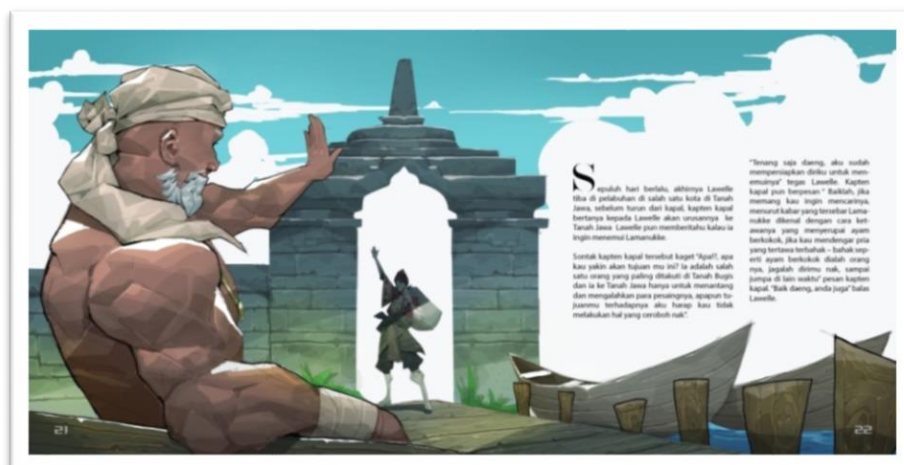 Sepuluh hari berlalu, akhirnya Lawelle
tiba di pelabuhan di salah satu kota di Tanah
Jawa, sebelum turun dari kapal, kapten kapal
bertanya kepada Lawelle akan urusannya ke
Tanah Jawa Lawelle pun memberitahu kalau ia
ingin menemui Lamanukke.
Sontak kapten kapal tersebut kaget "Apa!?, apa
kau yakin akan tujuan mu ini? Ia adalah salah
satu orang yang paling ditakuti di Tanah Bugis
dan ia ke Tanah Jawa hanya untuk menantang
dan mengalahkan para pesaingnya, apapun tu-
juanmu terhadapnya aku harap kau tidak
melakukan hal yang ceroboh nak".
"Tenang saja daeng, aku sudah
mempersiapkan diriku untuk men-
emuinya" tegas Lawelle. Kapten
kapal pun berpesan " Baiklah, jika
memang kau ingin mencarinya,
menurut kabar yang tersebar Lama-
nukke dikenal dengan cara ket-
awanya yang menyerupai ayam
berkokok, jika kau mendengar pria
yang tertawa terbahak – bahak sep-
erti ayam berkokok dialah orang
nya, jagalah dirimu nak, sampai
jumpa di lain waktu" pesan kapten
kapal. "Baik daeng, anda juga" balas
Lawelle.
21
22